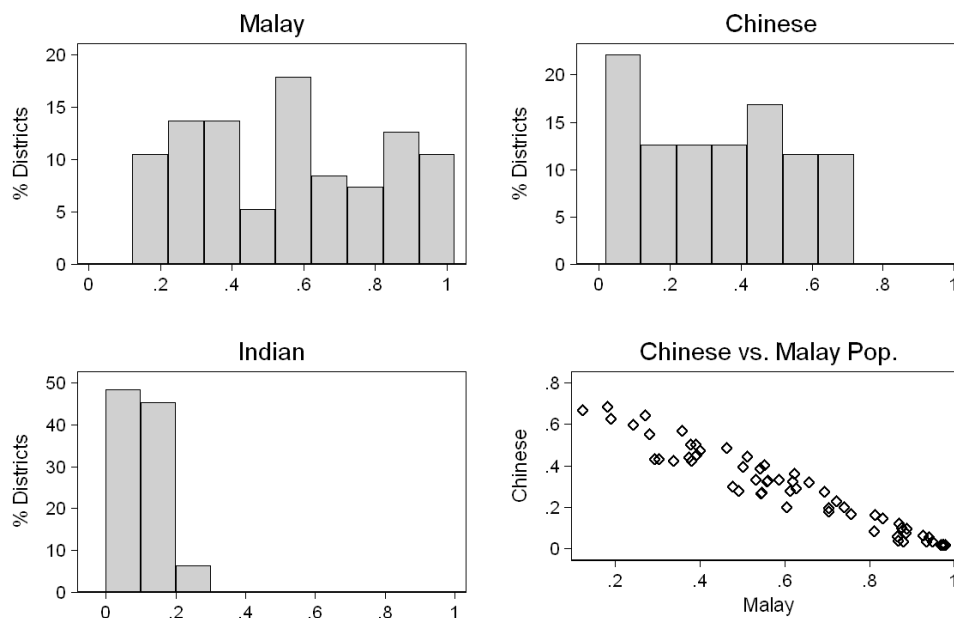 Malay
% Districts
20
15
10
5
0
0 .2 .4 .6 .8 1
Chinese
% Districts
20
15
10
5
0
0 .2 .4 .6 .8 1
Indian
% Districts
50
40
30
20
10
0
0 .2 .4 .6 .8 1
Chinese vs. Malay Pop.
Chinese
.8
.6
.4
.2
0
.2 .4 .6 .8 1
Malay